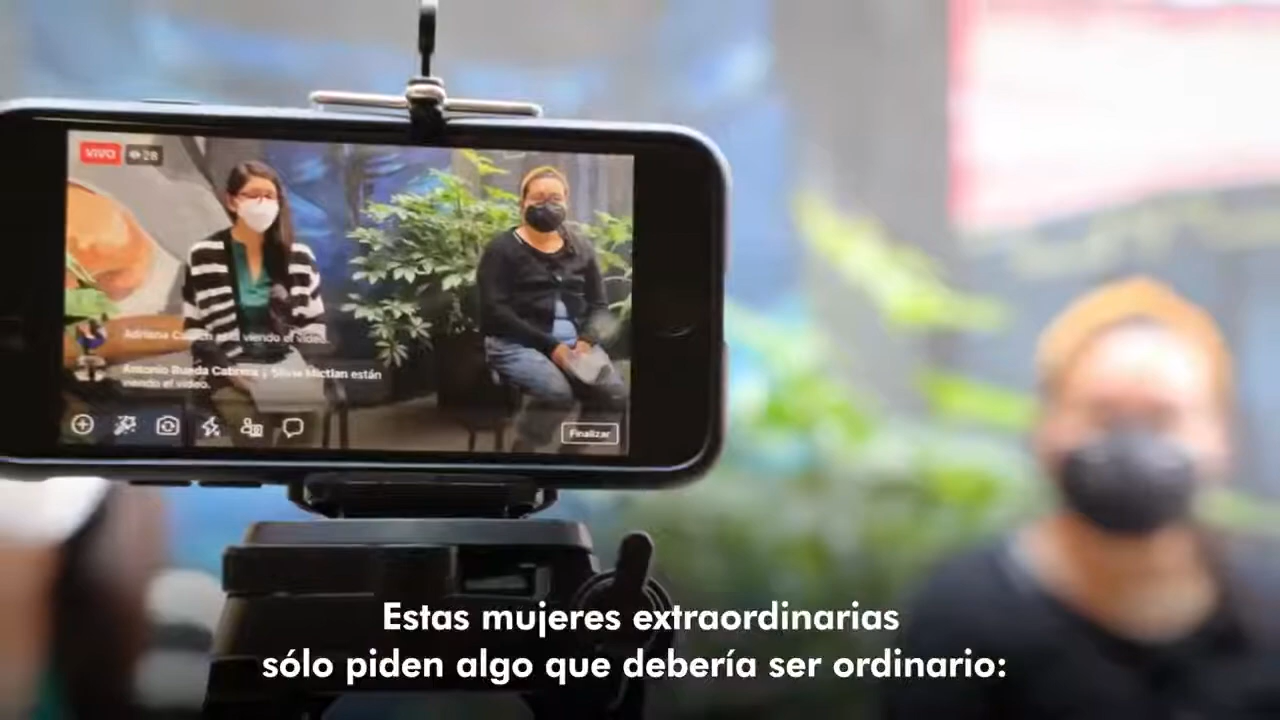 VIVO 28
Adriana está viendo el video.
Antonio Rueda Cabrera y Silvia Mictlan están
viendo el video.
Finalizar
Estas mujeres extraordinarias
sólo piden algo que debería ser ordinario: